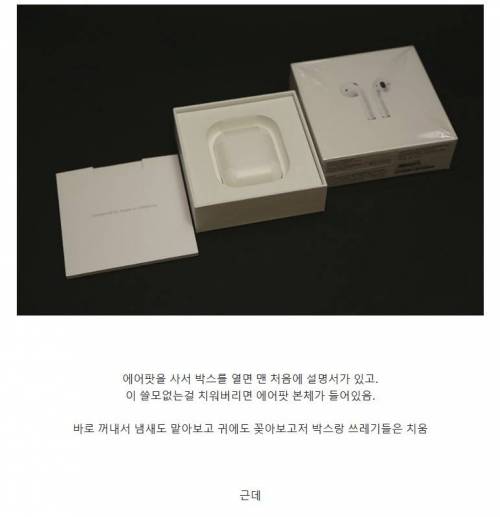 에어팟을 사서 박스를 열면 맨 처음에 설명서가 있고.
이 쓸모없는걸 치워버리면 에어팟 본체가 들어있음.
바로 꺼내서 냄새도 맡아보고 귀에도 꽂아보고저 박스랑 쓰레기들은 치움
근데